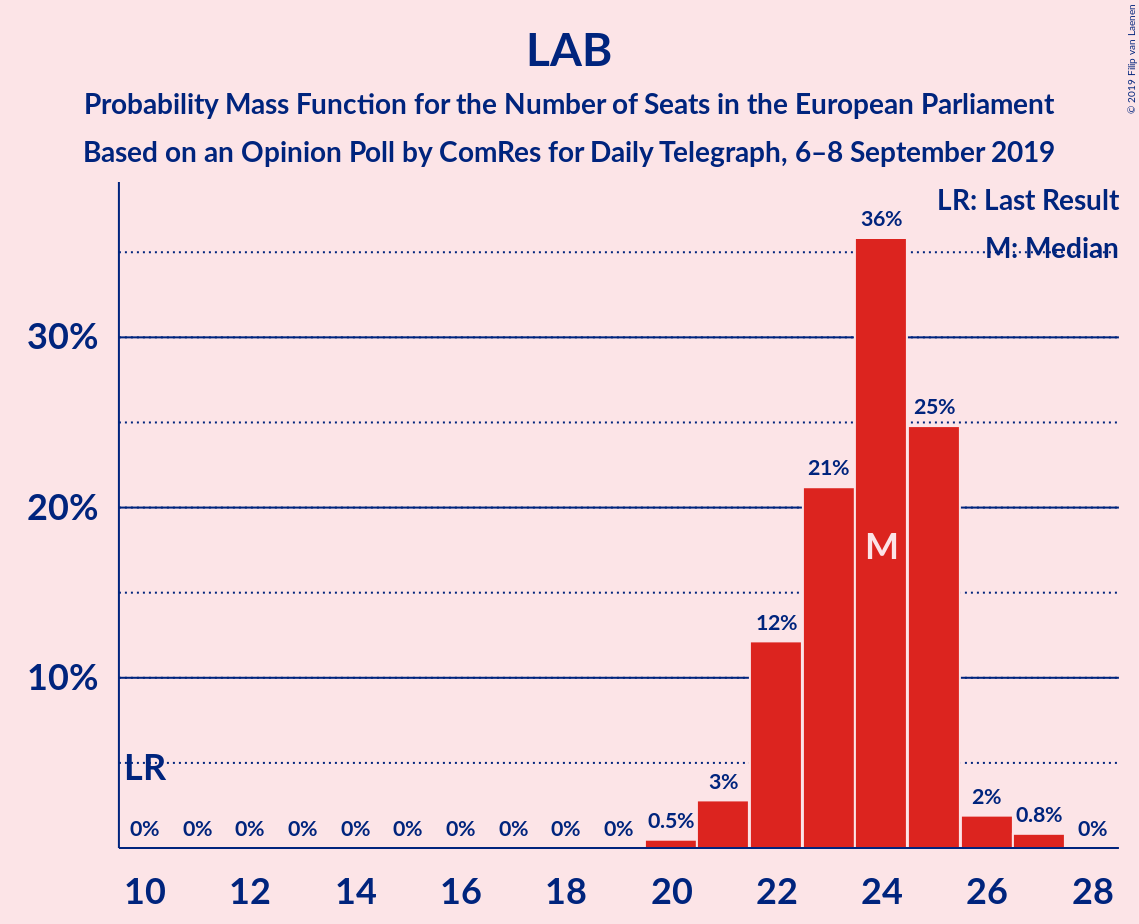 LAB
Probability Mass Function for the Number of Seats in the European Parliament
Based on an Opinion Poll by ComRes for Daily Telegraph, 6–8 September 2019
© 2019 Filip van Laenen
LR: Last Result
M: Median
36%
30%
25%
21%
20%
M
12%
10%
LR
3%
2%
0% 0% 0% 0% 0% 0% 0% 0% 0% 0% 0.5% 0.8% 0%
10 12 14 16 18 20 22 24 26 28